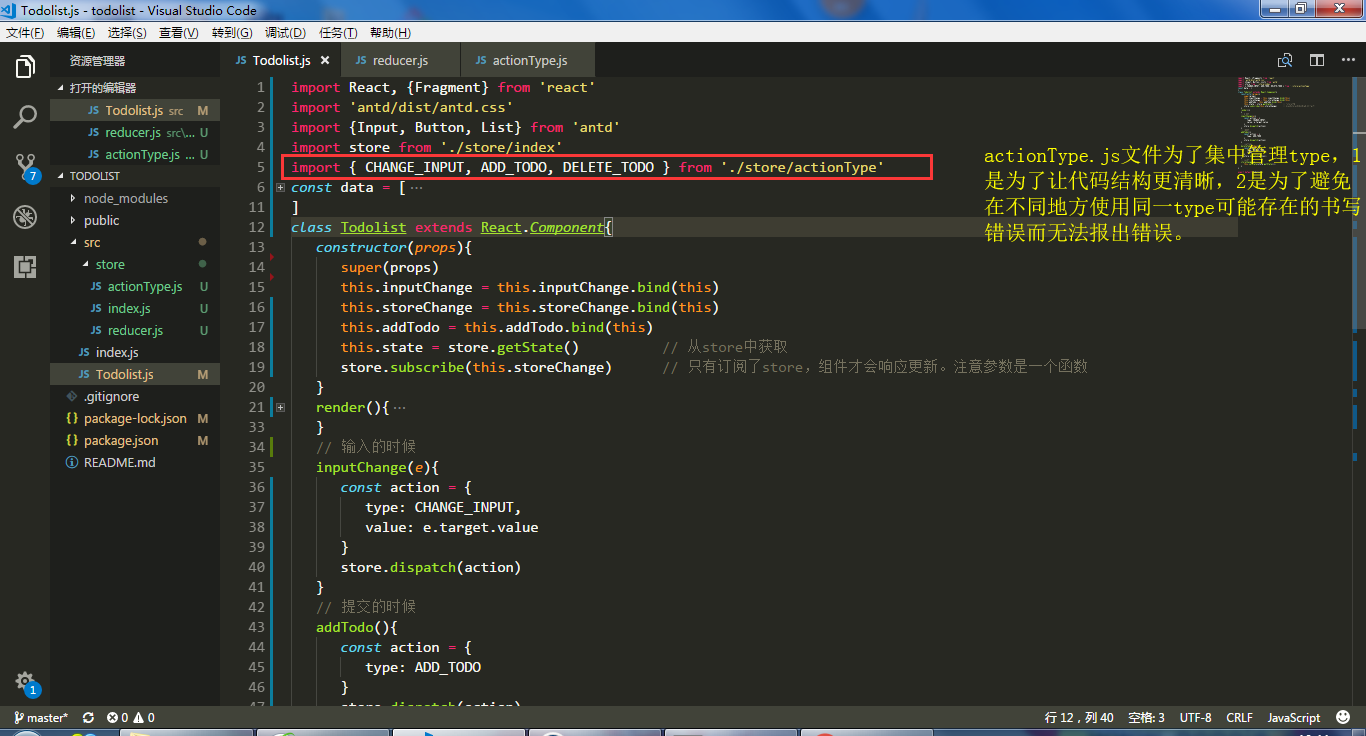 Todolist.js - todolist - Visual Studio Code
文件(F) 编辑(E) 选择(S) 查看(V) 转到(G) 调试(D) 任务(T) 帮助(H)
资源管理器
打开的编辑器
JS Todolist.js src M
JS reducer.js src\... U
JS actionType.js ... U
TODOLIST
node_modules
public
src
store
JS actionType.js U
JS index.js U
JS reducer.js U
JS index.js
JS Todolist.js M
.gitignore
{} package-lock.json M
{} package.json M
README.md
7
1
JS Todolist.js ×
JS reducer.js
JS actionType.js
1 import React, {Fragment} from 'react'
2 import 'antd/dist/antd.css'
3 import {Input, Button, List} from 'antd'
4 import store from './store/index'
5 import { CHANGE_INPUT, ADD_TODO, DELETE_TODO } from './store/actionType'
6 const data = [ ...
11 ]
12 class Todolist extends React.Component{
13 constructor(props){
14 super(props)
15 this.inputChange = this.inputChange.bind(this)
16 this.storeChange = this.storeChange.bind(this)
17 this.addTodo = this.addTodo.bind(this)
18 this.state = store.getState() // 从store中获取
19 store.subscribe(this.storeChange) // 只有订阅了store，组件才会响应更新。注意参数是一个函数
20 }
21 render(){ ...
33 }
34 // 输入的时候
35 inputChange(e){
36 const action = {
37 type: CHANGE_INPUT,
38 value: e.target.value
39 }
40 store.dispatch(action)
41 }
42 // 提交的时候
43 addTodo(){
44 const action = {
45 type: ADD_TODO
46 }
47 store.dispatch(action)
actionType.js文件为了集中管理type，1
是为了让代码结构更清晰，2是为了避免
在不同地方使用同一type可能存在的书写
错误而无法报出错误。
master* 0 0 行 12，列 40 空格: 3 UTF-8 CRLF JavaScript